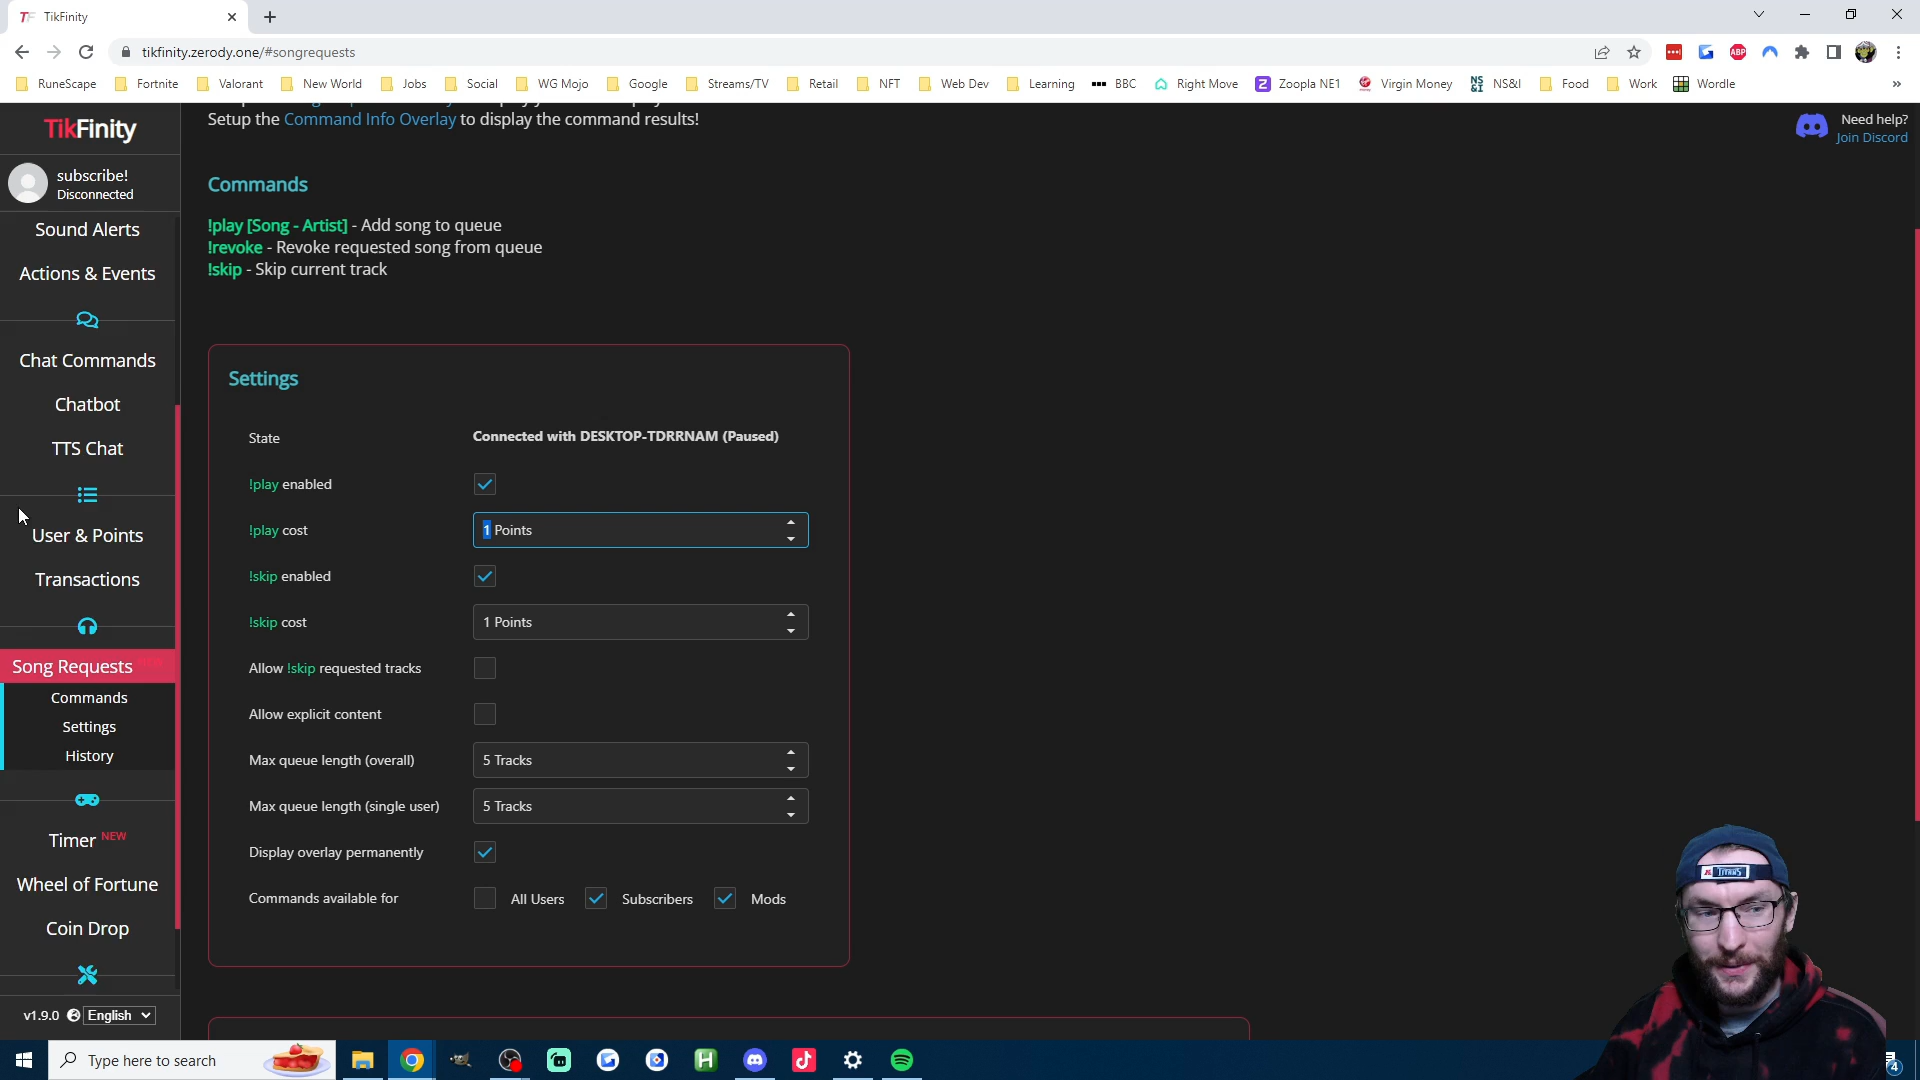 TikFinity
tikfinity.zerody.one/#songrequests
ABP
RuneScape
Fortnite
Valorant
New World
Jobs
Social
WG Mojo
Google
Streams/TV
Retail
NFT
Web Dev
Learning
BBC
Right Move
Zoopla NE1
Virgin Money
NS&I
Food
Work
Wordle
TikFinity
subscribe!
Disconnected
Sound Alerts
Actions & Events
Chat Commands
Chatbot
TTS Chat
User & Points
Transactions
Song Requests NEW
Commands
Settings
History
Timer NEW
Wheel of Fortune
Coin Drop
v1.9.0
English
Setup the Command Info Overlay to display the command results!
Need help?
Join Discord
Commands
!play [Song - Artist] - Add song to queue
!revoke - Revoke requested song from queue
!skip - Skip current track
Settings
State Connected with DESKTOP-TDRRNAM (Paused)
!play enabled
!play cost 1 Points
!skip enabled
!skip cost 1 Points
Allow !skip requested tracks
Allow explicit content
Max queue length (overall) 5 Tracks
Max queue length (single user) 5 Tracks
Display overlay permanently
Commands available for All Users Subscribers Mods
TITANS
Type here to search
4